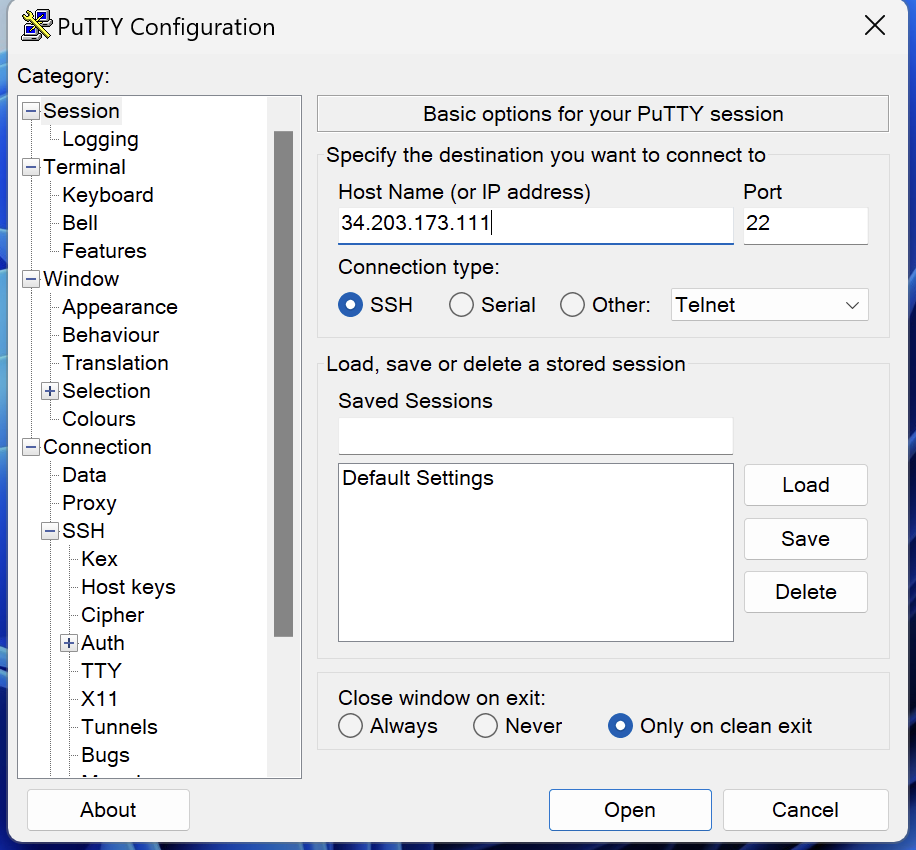 PuTTY Configuration
Category:
Session
Logging
Terminal
Keyboard
Bell
Features
Window
Appearance
Behaviour
Translation
Selection
Colours
Connection
Data
Proxy
SSH
Kex
Host keys
Cipher
Auth
TTY
X11
Tunnels
Bugs
About
Basic options for your PuTTY session
Specify the destination you want to connect to
Host Name (or IP address) Port
34.203.173.111 22
Connection type:
SSH Serial Other: Telnet
Load, save or delete a stored session
Saved Sessions
Default Settings
Load
Save
Delete
Close window on exit:
Always Never Only on clean exit
Open Cancel